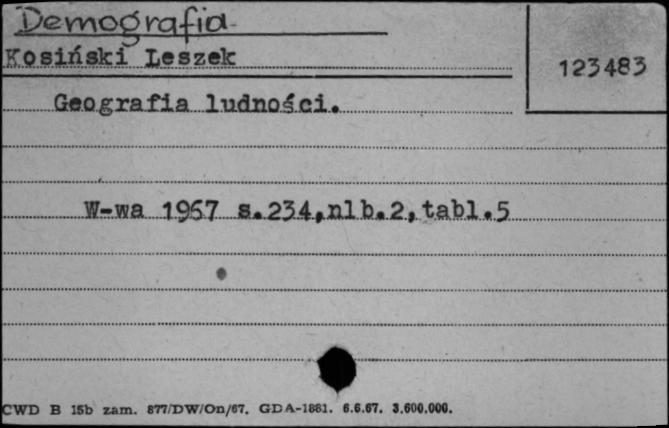 Demografia
Kosiński Leszek
123483
Geografia ludności.
W-wa 1967 s.234,nlb.2,tabl.5
CWD B 15b zam. 877/DW/On/67. GDA-1881. 6.6.67. 3.600.000.